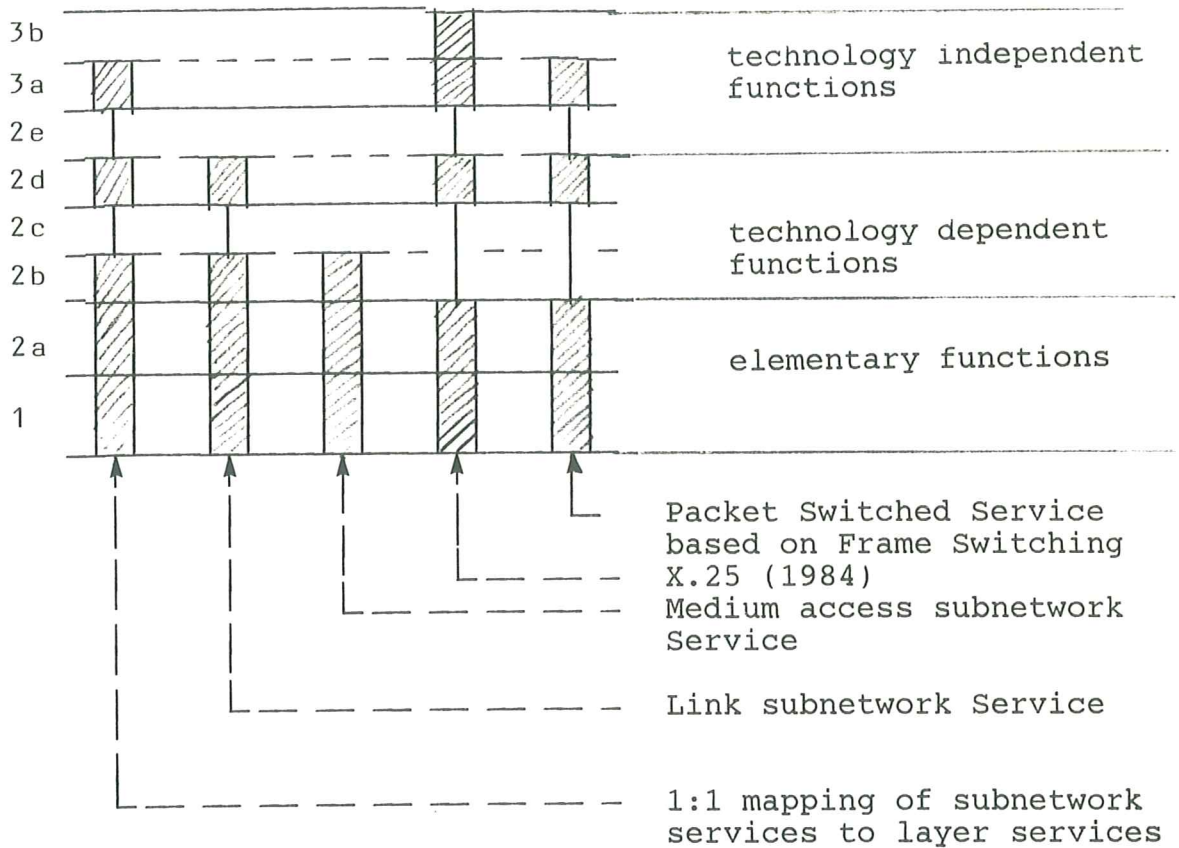 3b
technology independent
3a
functions
2e
2d
2c
technology dependent
functions
2b
2a
elementary functions
1
Packet Switched Service
based on Frame Switching
X.25 (1984)
Medium access subnetwork
Service
Link subnetwork Service
1:1 mapping of subnetwork
services to layer services